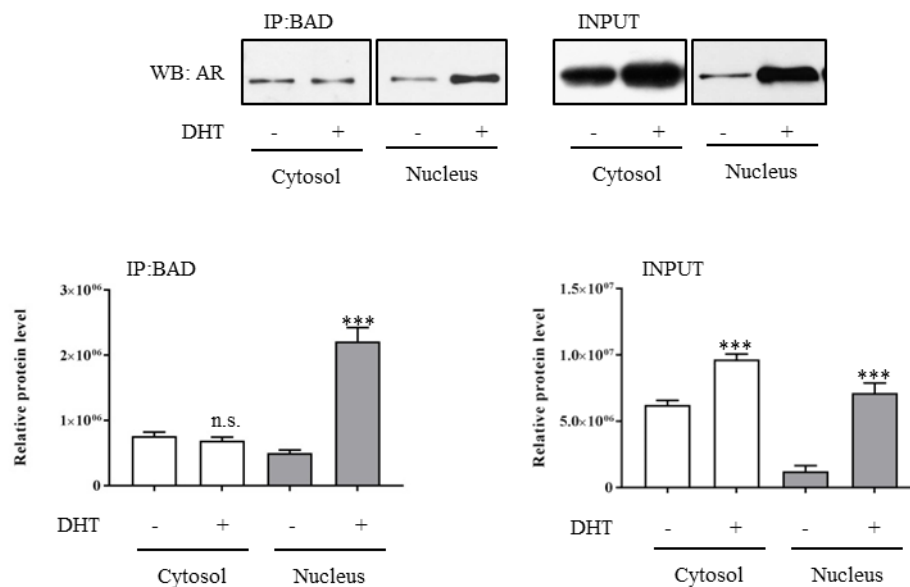 IP:BAD INPUT
WB: AR
DHT - + - + - + - +
Cytosol Nucleus Cytosol Nucleus
IP:BAD
Relative protein level
3×10⁰⁶
2×10⁰⁶
1×10⁰⁶
0
n.s.
***
DHT - + - +
Cytosol Nucleus
INPUT
Relative protein level
1.5×10⁰⁷
1.0×10⁰⁷
5.0×10⁰⁶
0
***
***
DHT - + - +
Cytosol Nucleus